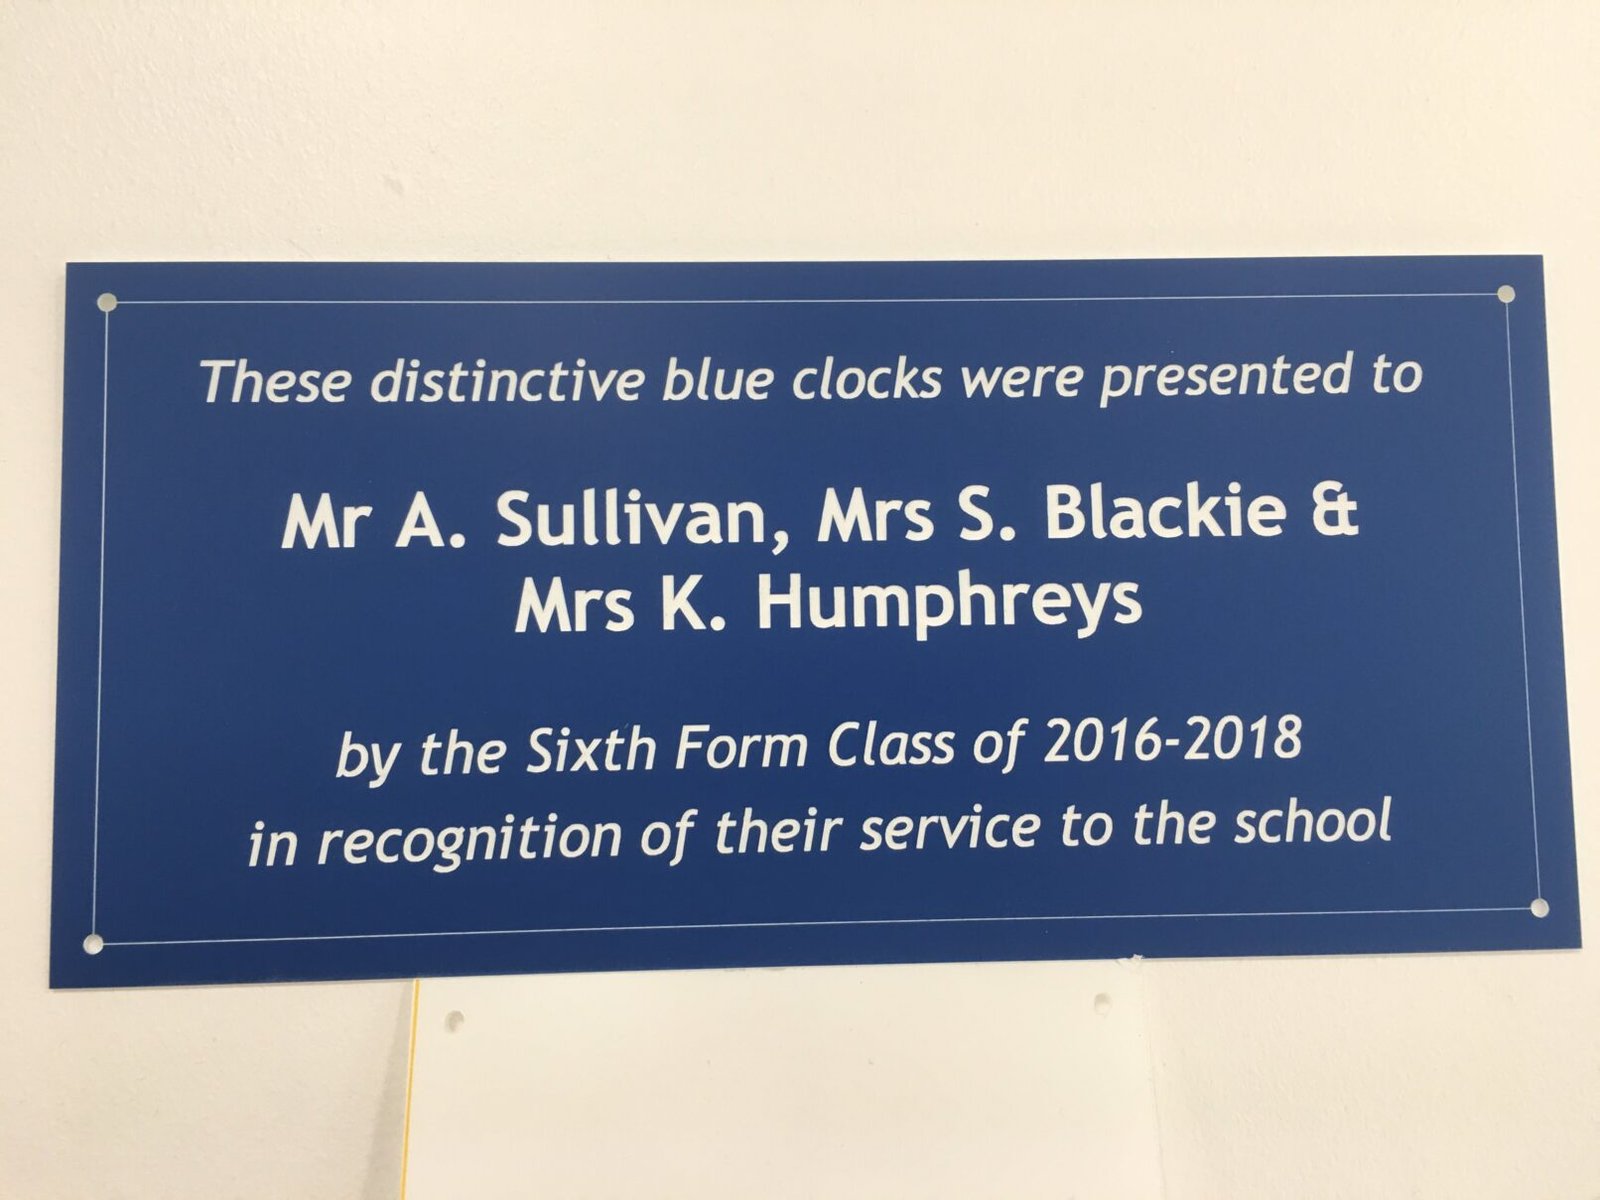 These distinctive blue clocks were presented to
Mr A. Sullivan, Mrs S. Blackie &
Mrs K. Humphreys
by the Sixth Form Class of 2016-2018
in recognition of their service to the school